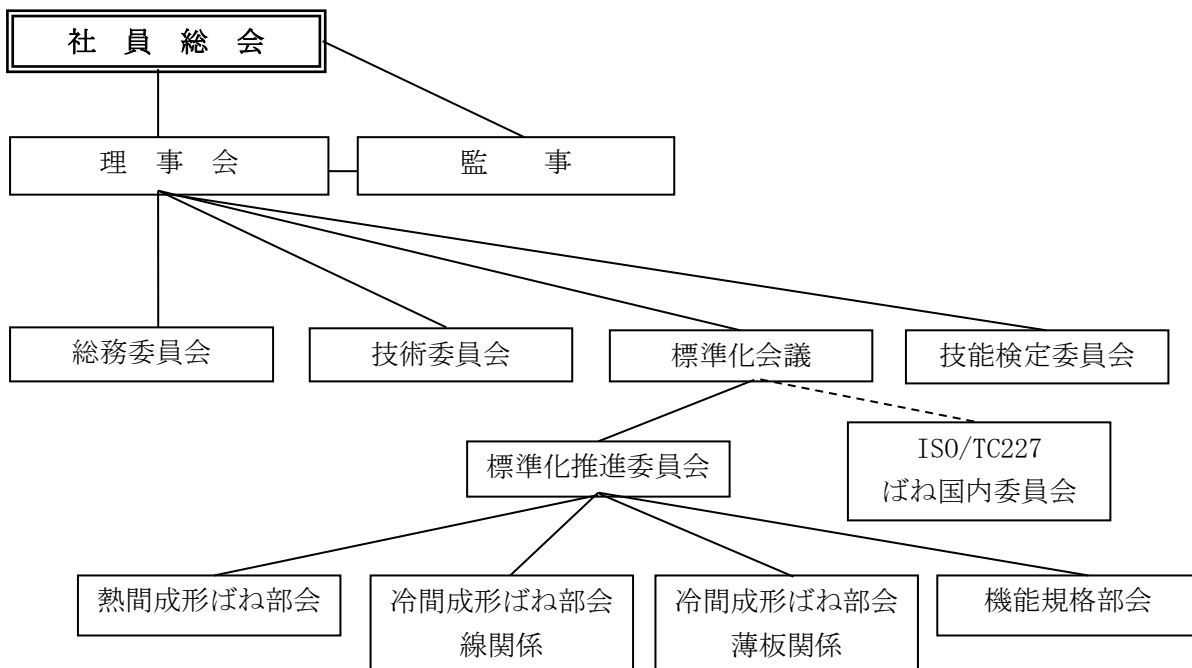 社 員 総 会
理 事 会
監 事
総務委員会
技術委員会
標準化会議
技能検定委員会
標準化推進委員会
ISO/TC227
ばね国内委員会
熱間成形ばね部会
冷間成形ばね部会
線関係
冷間成形ばね部会
薄板関係
機能規格部会